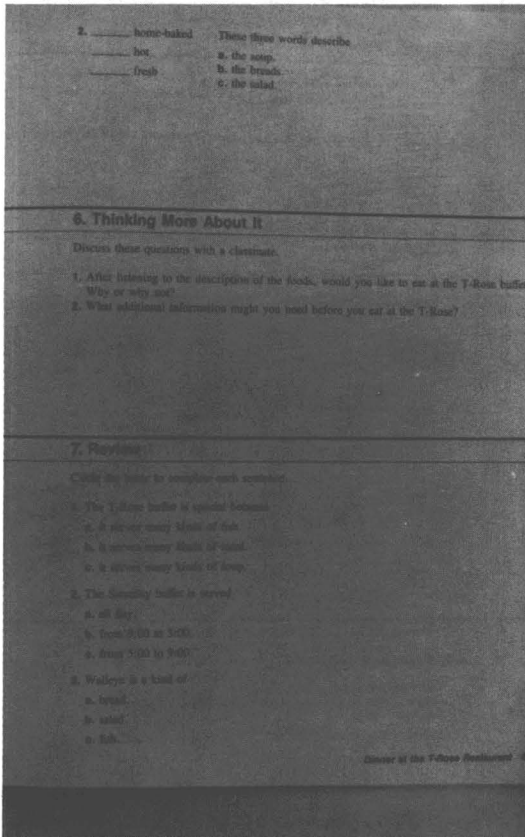 2. ______ home-baked These three words describe
______ hot a. the soup.
______ fresh b. the breads.
c. the salad.
6. Thinking More About It
Discuss these questions with a classmate.
1. After listening to the description of the foods, would you like to eat at the T-Rose buffet
Why or why not?
2. What additional information might you need before you eat at the T-Rose?
7. Review
Circle the letter to complete each sentence.
1. The T-Rose buffet is special because
a. it serves many kinds of fish.
b. it serves many kinds of meat.
c. it serves many kinds of soup.
2. The Saturday buffet is served
a. all day.
b. from 9:00 to 5:00.
c. from 5:00 to 9:00.
3. Walleye is a kind of
a. bread.
b. salad.
c. fish.
Dinner at the T-Rose Restaurant